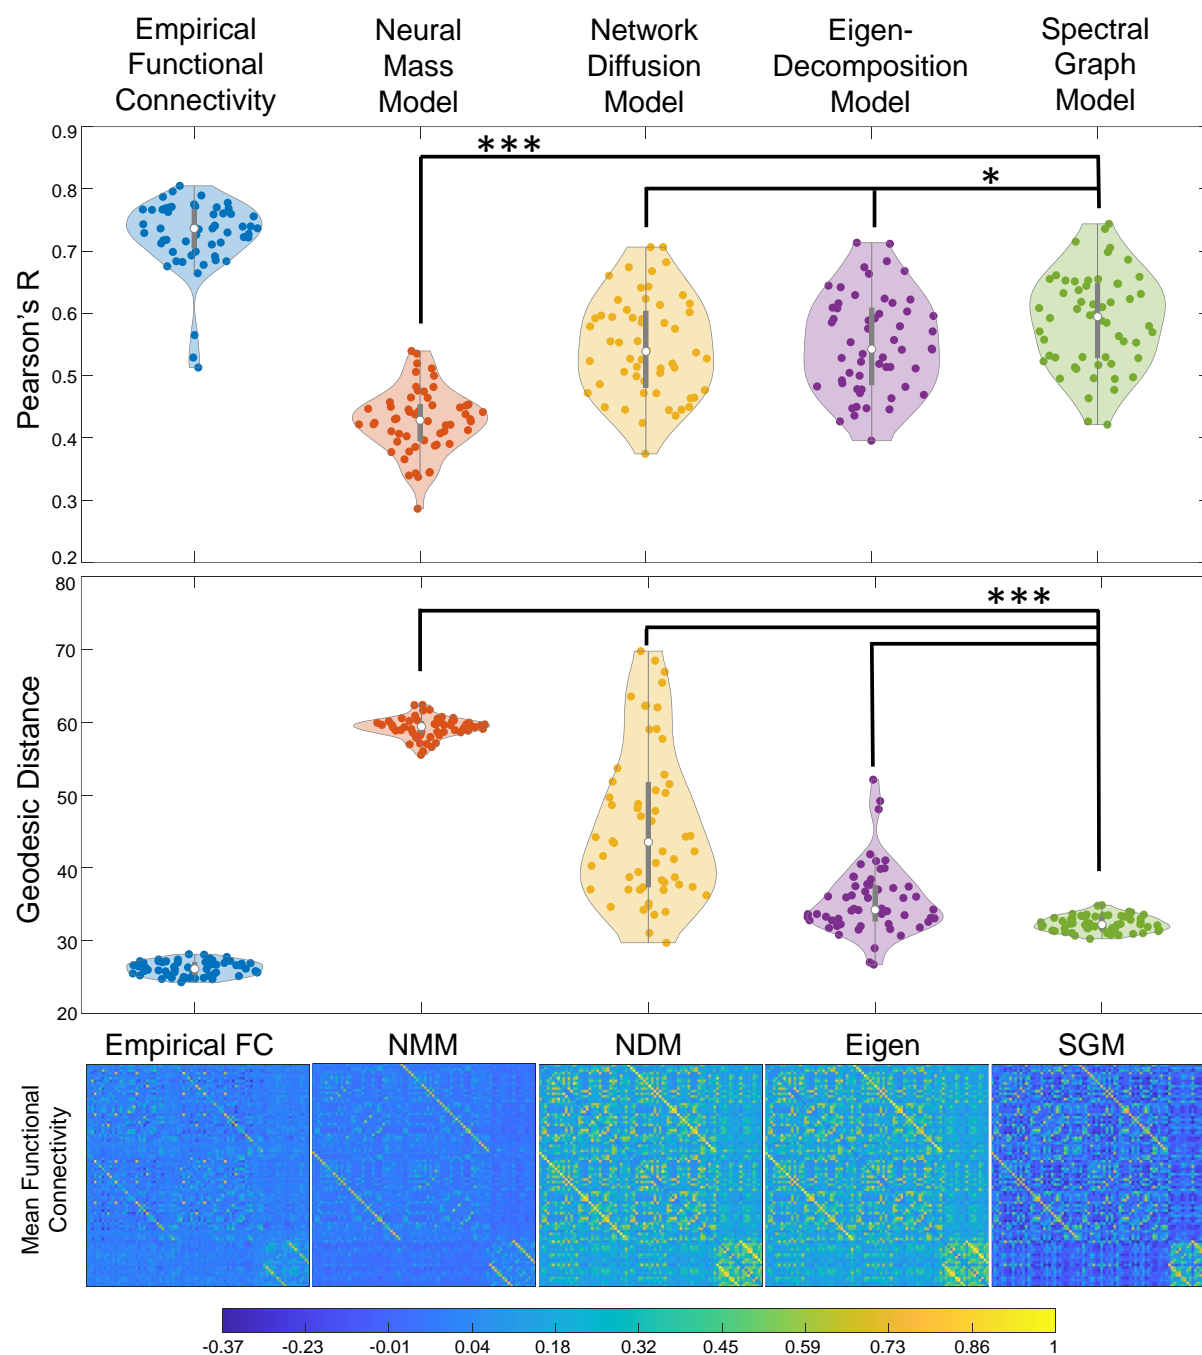 Empirical Functional Connectivity
Neural Mass Model
Network Diffusion Model
Eigen-Decomposition Model
Spectral Graph Model
Pearson's R
0.9
0.8
0.7
0.6
0.5
0.4
0.3
0.2
***
*
Geodesic Distance
80
70
60
50
40
30
20
***
Empirical FC
NMM
NDM
Eigen
SGM
Mean Functional
Connectivity
-0.37
-0.23
-0.01
0.04
0.18
0.32
0.45
0.59
0.73
0.86
1